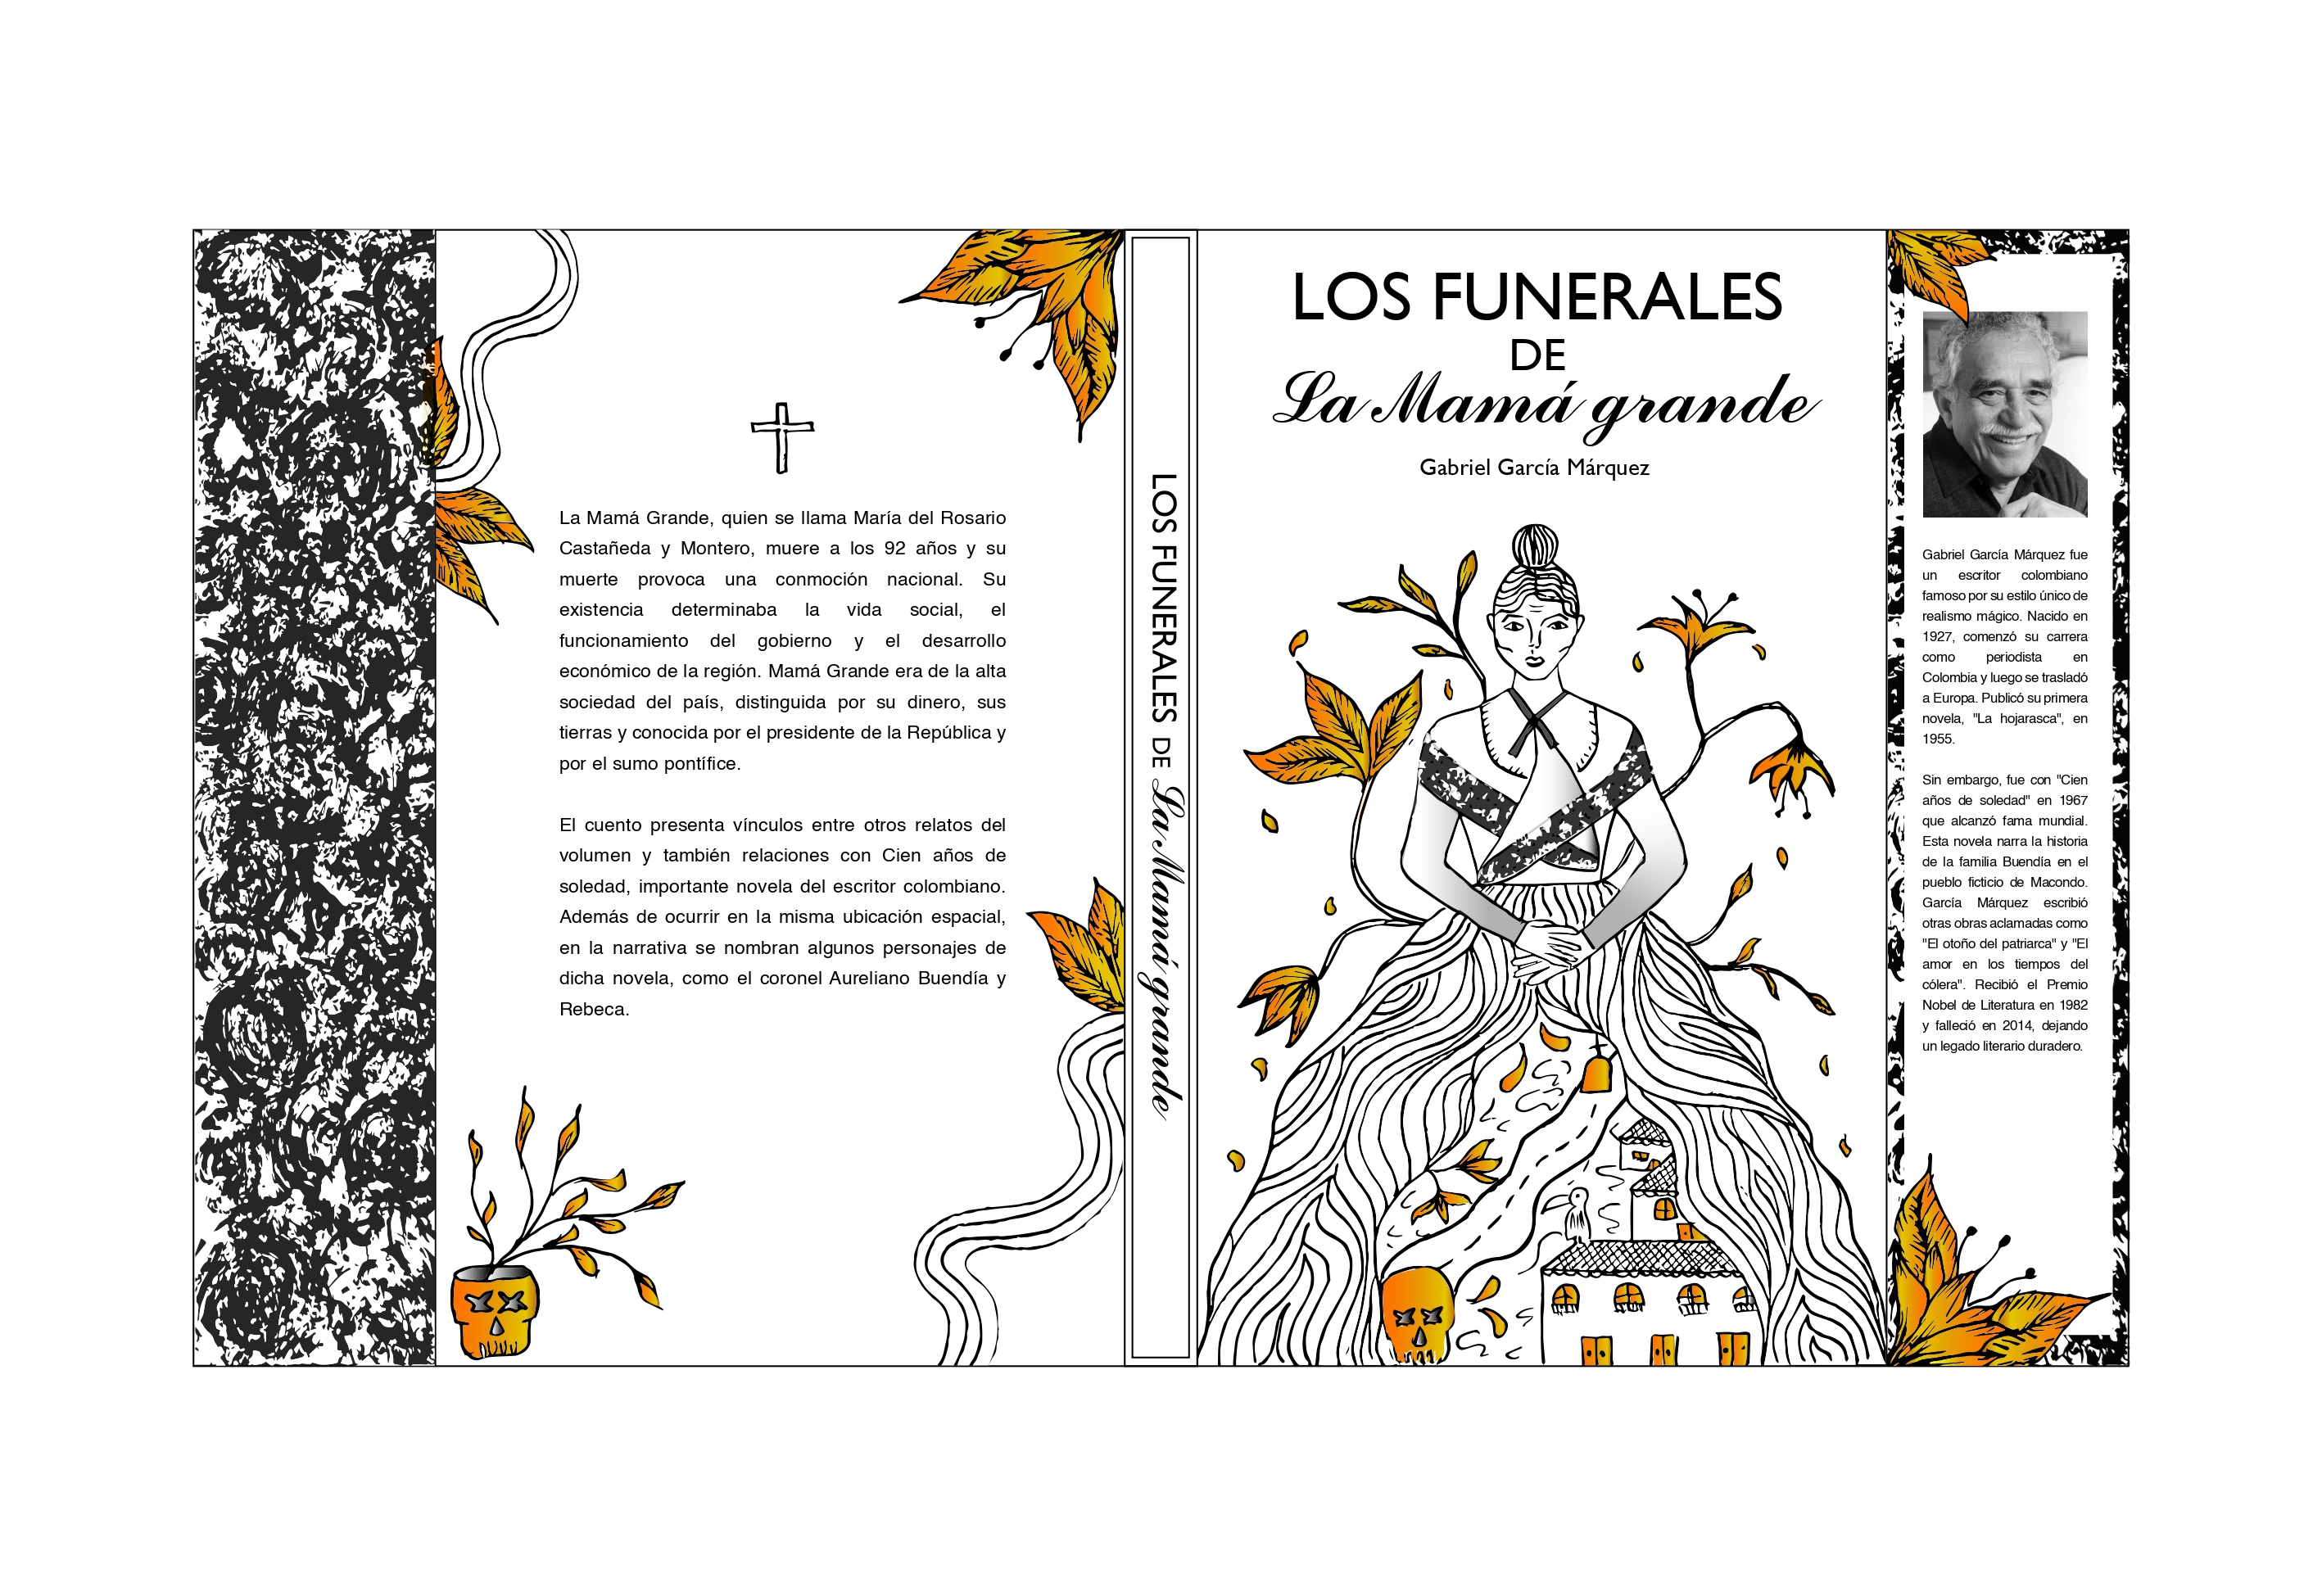 La Mamá Grande, quien se llama María del Rosario
Castañeda y Montero, muere a los 92 años y su
muerte provoca una conmoción nacional. Su
existencia determinaba la vida social, el
funcionamiento del gobierno y el desarrollo
económico de la región. Mamá Grande era de la alta
sociedad del país, distinguida por su dinero, sus
tierras y conocida por el presidente de la República y
por el sumo pontífice.
El cuento presenta vínculos entre otros relatos del
volumen y también relaciones con Cien años de
soledad, importante novela del escritor colombiano.
Además de ocurrir en la misma ubicación espacial,
en la narrativa se nombran algunos personajes de
dicha novela, como el coronel Aureliano Buendía y
Rebeca.
LOS FUNERALES DE La Mamá grande
LOS FUNERALES
DE
La Mamá grande
Gabriel García Márquez
Gabriel García Márquez fue
un escritor colombiano
famoso por su estilo único de
realismo mágico. Nacido en
1927, comenzó su carrera
como periodista en
Colombia y luego se trasladó
a Europa. Publicó su primera
novela, "La hojarasca", en
1955.
Sin embargo, fue con "Cien
años de soledad" en 1967
que alcanzó fama mundial.
Esta novela narra la historia
de la familia Buendía en el
pueblo ficticio de Macondo.
García Márquez escribió
otras obras aclamadas como
"El otoño del patriarca" y "El
amor en los tiempos del
cólera". Recibió el Premio
Nobel de Literatura en 1982
y falleció en 2014, dejando
un legado literario duradero.